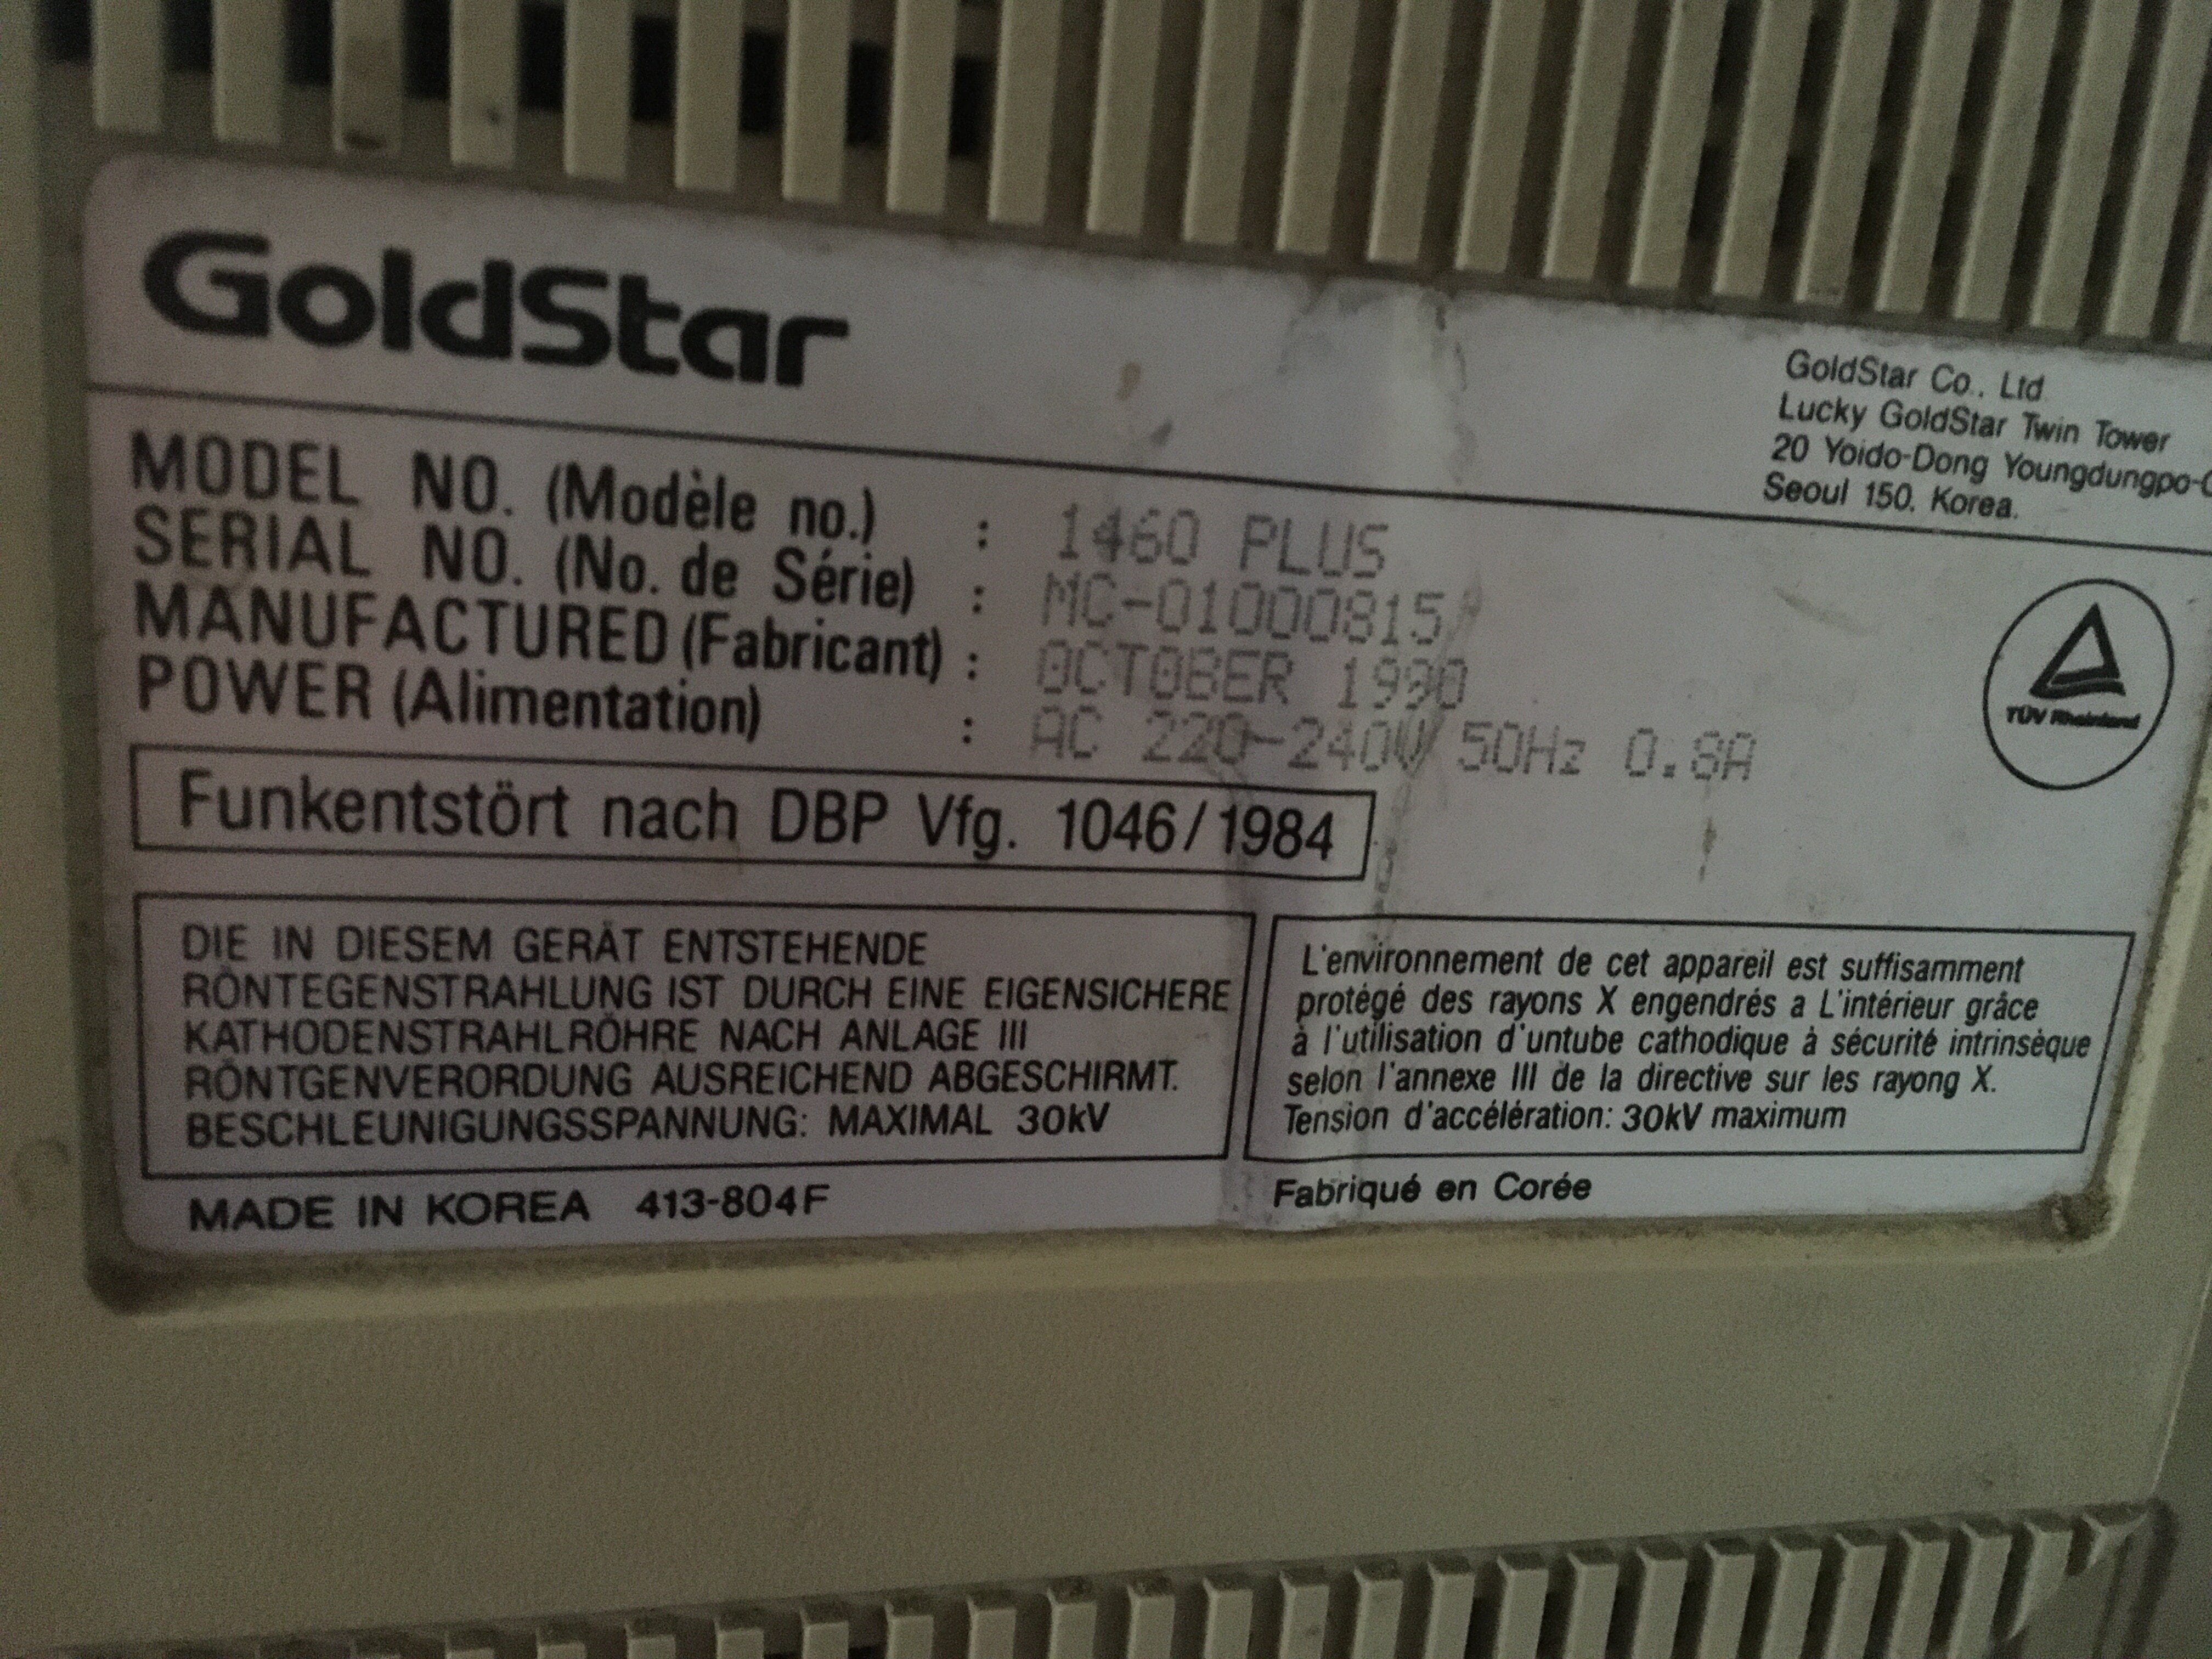 GoldStar
GoldStar Co., Ltd
Lucky GoldStar Twin Tower
20 Yoido-Dong Youngdungpo-
Seoul 150, Korea.
MODEL NO. (Modèle no.) : 1460 PLUS
SERIAL NO. (No. de Série) : MC-01000815
MANUFACTURED (Fabricant) : OCTOBER 1990
POWER (Alimentation) : AC 220-240V 50Hz 0.8A
TÜV Rheinland
Funkentstört nach DBP Vfg. 1046/1984
DIE IN DIESEM GERÄT ENTSTEHENDE
RÖNTEGENSTRAHLUNG IST DURCH EINE EIGENSICHERE
KATHODENSTRAHLRÖHRE NACH ANLAGE III
RÖNTGENVERORDUNG AUSREICHEND ABGESCHIRMT.
BESCHLEUNIGUNGSSPANNUNG: MAXIMAL 30kV
L'environnement de cet appareil est suffisamment
protégé des rayons X engendrés a L'intérieur grâce
à l'utilisation d'untube cathodique à sécurité intrinsèque
selon l'annexe III de la directive sur les rayong X.
Tension d'accélération: 30kV maximum
MADE IN KOREA 413-804F
Fabriqué en Corée